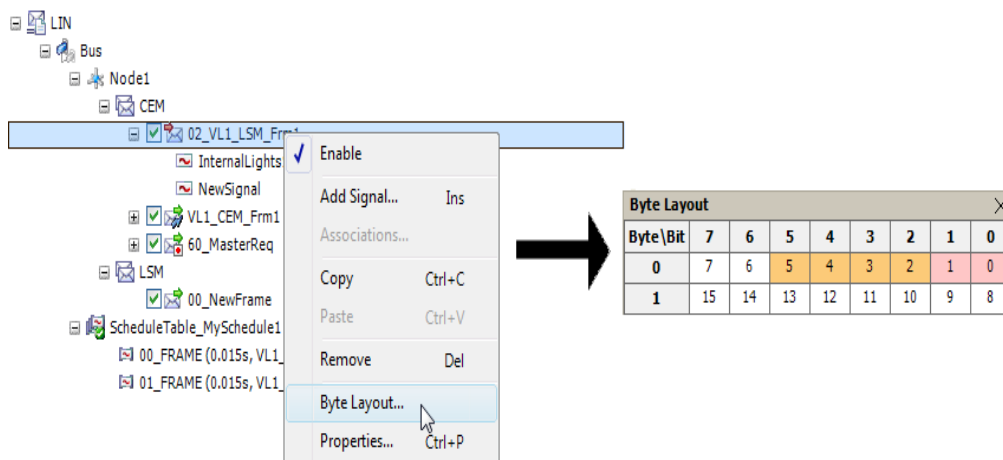 LIN
Bus
Node1
CEM
02_VL1_LSM_Frm1
InternalLights
NewSignal
VL1_CEM_Frm1
60_MasterReq
LSM
00_NewFrame
ScheduleTable_MySchedule1
00_FRAME (0.015s, VL1_
01_FRAME (0.015s, VL1_
Enable
Add Signal... Ins
Associations...
Copy Ctrl+C
Paste Ctrl+V
Remove Del
Byte Layout...
Properties... Ctrl+P
Byte Layout
Byte\Bit 7 6 5 4 3 2 1 0
0 7 6 5 4 3 2 1 0
1 15 14 13 12 11 10 9 8